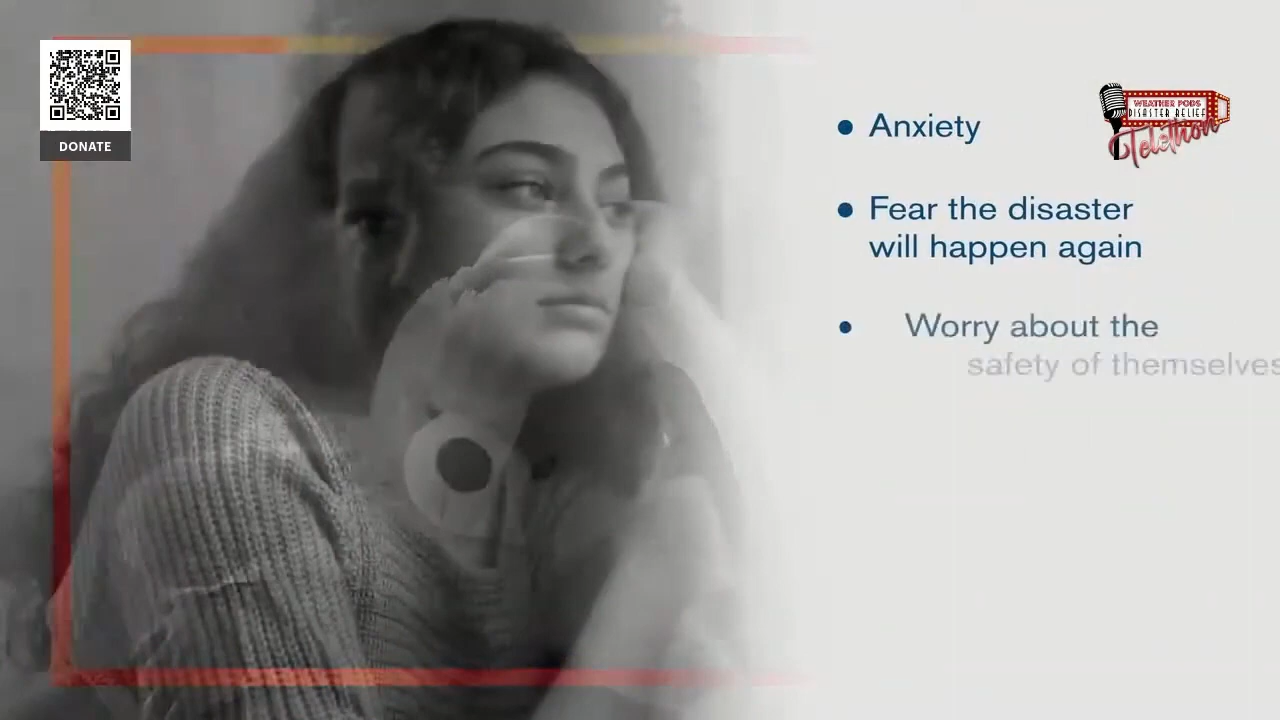 DONATE
WEATHER PODS
DISASTER RELIEF
Telethon
• Anxiety
• Fear the disaster
will happen again
• Worry about the
safety of themselves